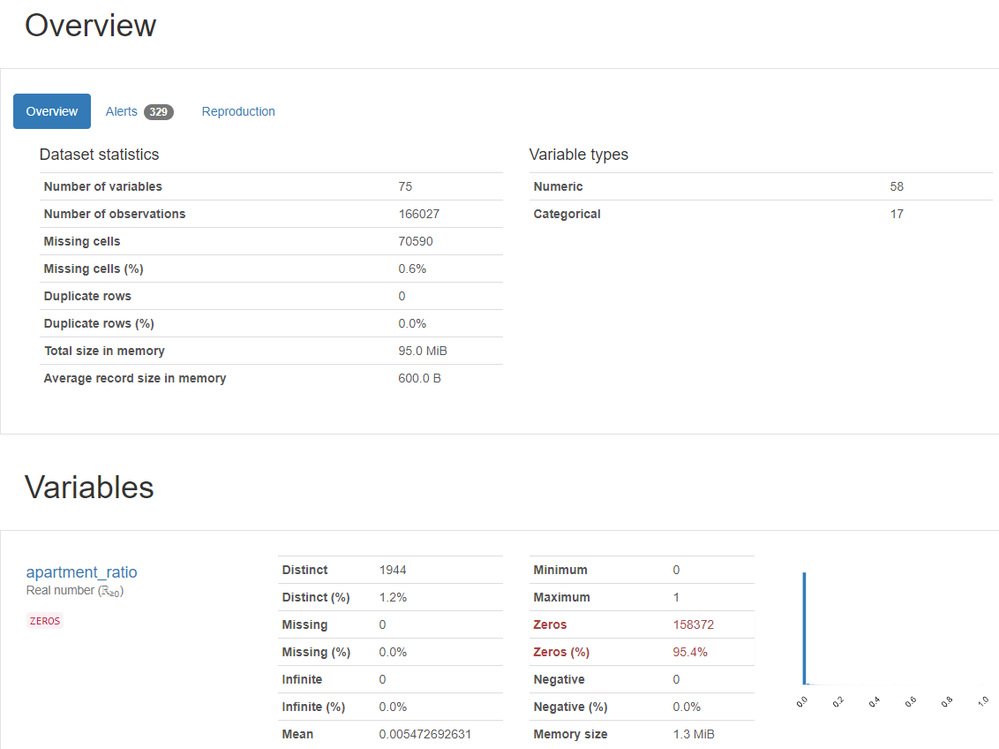 Overview
Overview Alerts 329 Reproduction
Dataset statistics
Number of variables 75
Number of observations 166027
Missing cells 70590
Missing cells (%) 0.6%
Duplicate rows 0
Duplicate rows (%) 0.0%
Total size in memory 95.0 MiB
Average record size in memory 600.0 B
Variable types
Numeric 58
Categorical 17
Variables
apartment_ratio
Real number (ℝ≥0)
ZEROS
Distinct 1944
Distinct (%) 1.2%
Missing 0
Missing (%) 0.0%
Infinite 0
Infinite (%) 0.0%
Mean 0.005472692631
Minimum 0
Maximum 1
Zeros 158372
Zeros (%) 95.4%
Negative 0
Negative (%) 0.0%
Memory size 1.3 MiB
0.0 0.2 0.4 0.6 0.8 1.0